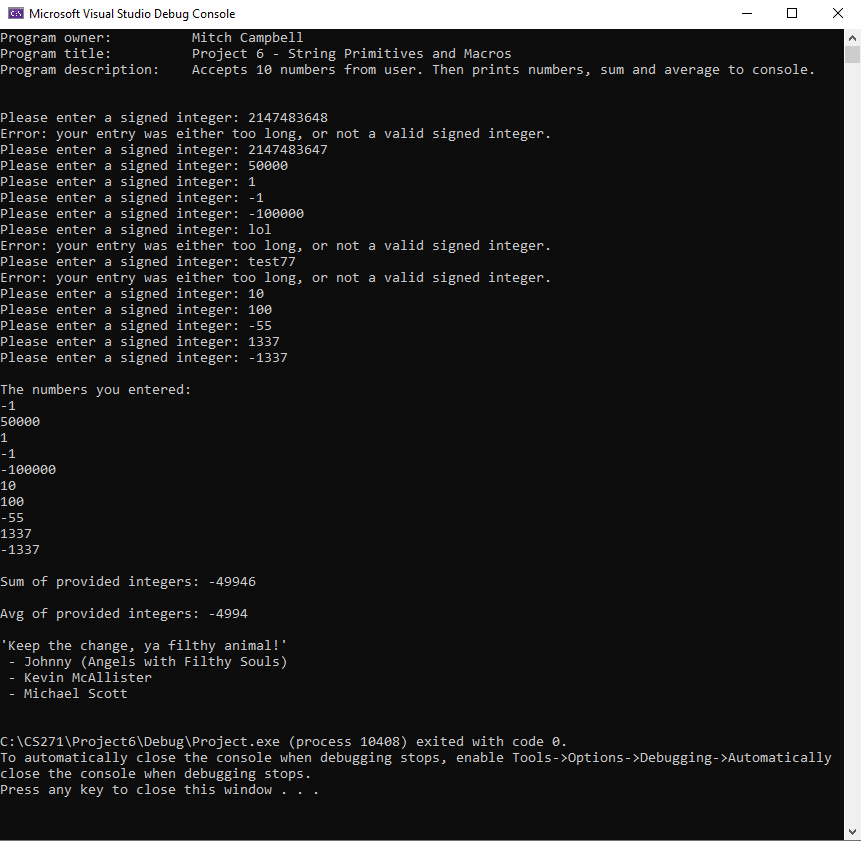 Microsoft Visual Studio Debug Console
Program owner: Mitch Campbell
Program title: Project 6 - String Primitives and Macros
Program description: Accepts 10 numbers from user. Then prints numbers, sum and average to console.
Please enter a signed integer: 2147483648
Error: your entry was either too long, or not a valid signed integer.
Please enter a signed integer: 2147483647
Please enter a signed integer: 50000
Please enter a signed integer: 1
Please enter a signed integer: -1
Please enter a signed integer: -100000
Please enter a signed integer: lol
Error: your entry was either too long, or not a valid signed integer.
Please enter a signed integer: test77
Error: your entry was either too long, or not a valid signed integer.
Please enter a signed integer: 10
Please enter a signed integer: 100
Please enter a signed integer: -55
Please enter a signed integer: 1337
Please enter a signed integer: -1337
The numbers you entered:
-1
50000
1
-1
-100000
10
100
-55
1337
-1337
Sum of provided integers: -49946
Avg of provided integers: -4994
'Keep the change, ya filthy animal!'
- Johnny (Angels with Filthy Souls)
- Kevin McAllister
- Michael Scott
C:\CS271\Project6\Debug\Project.exe (process 10408) exited with code 0.
To automatically close the console when debugging stops, enable Tools->Options->Debugging->Automatically
close the console when debugging stops.
Press any key to close this window . . .